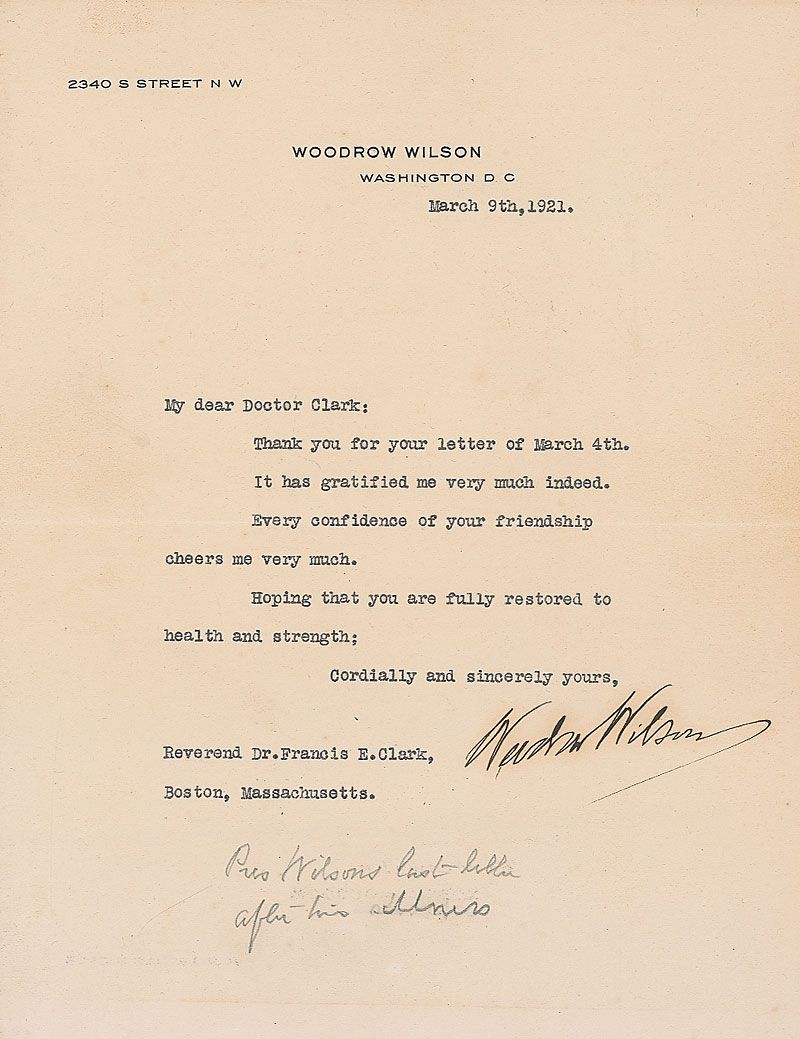 2340 S STREET N W
WOODROW WILSON
WASHINGTON D. C
March 9th,1921.
My dear Doctor Clark:
Thank you for your letter of March 4th.
It has gratified me very much indeed.
Every confidence of your friendship
cheers me very much.
Hoping that you are fully restored to
health and strength;
Cordially and sincerely yours,
Woodrow Wilson
Reverend Dr.Francis E.Clark,
Boston, Massachusetts.
Pres Wilsons last letter
after his illness